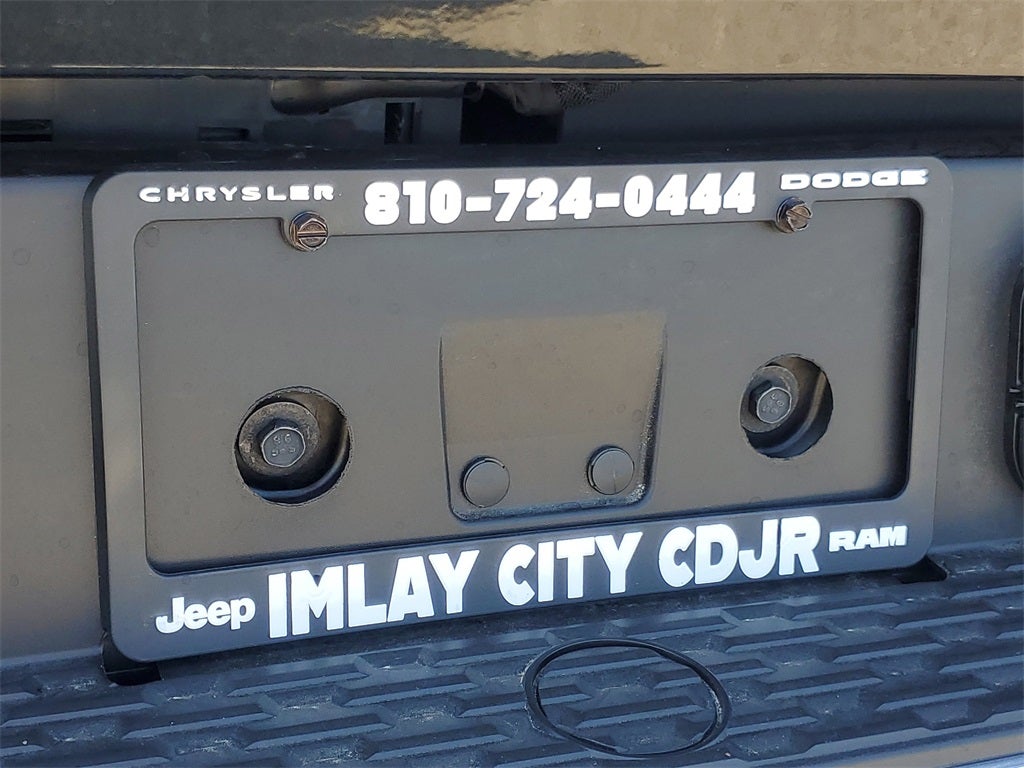 CHRYSLER 810-724-0444 DODGE
Jeep IMLAY CITY CDJR RAM